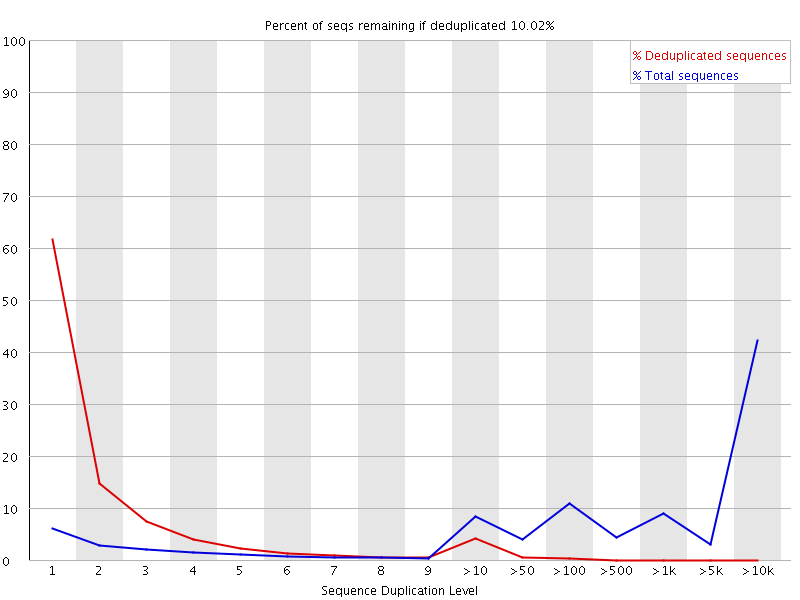 Percent of seqs remaining if deduplicated 10.02%
% Deduplicated sequences
% Total sequences
100
90
80
70
60
50
40
30
20
10
0
1 2 3 4 5 6 7 8 9 >10 >50 >100 >500 >1k >5k >10k
Sequence Duplication Level